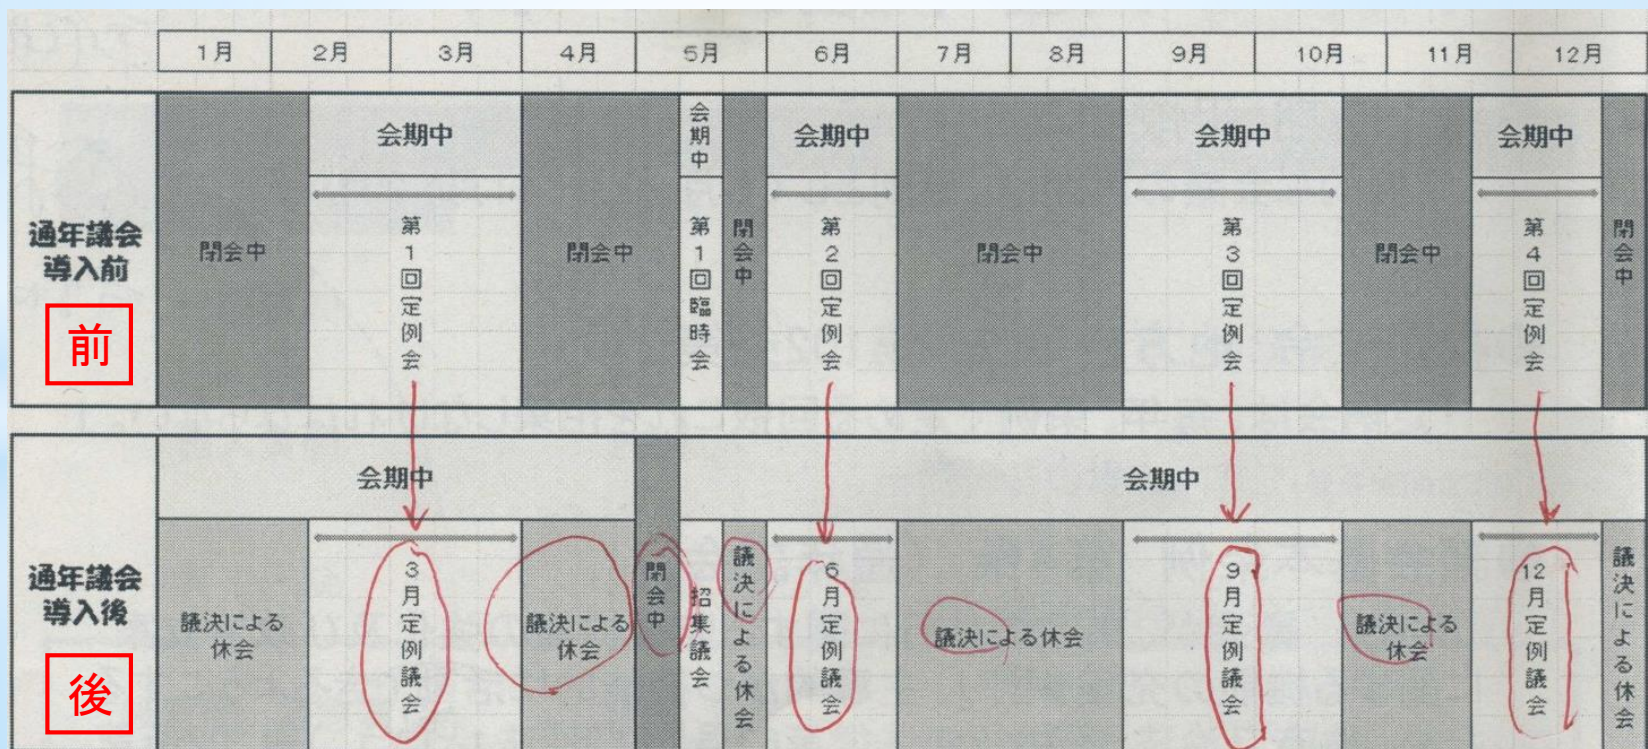 1月 2月 3月 4月 5月 6月 7月 8月 9月 10月 11月 12月
通年議会
導入前
前
閉会中
会期中
第1回定例会
閉会中
会期中
第1回臨時会
閉会中
会期中
第2回定例会
閉会中
会期中
第3回定例会
閉会中
会期中
第4回定例会
閉会中
通年議会
導入後
後
会期中
議決による
休会
3月定例議会
議決による
休会
閉会中
会期中
招集議会
議決による休会
6月定例議会
議決による休会
9月定例議会
議決による
休会
12月定例議会
議決による休会